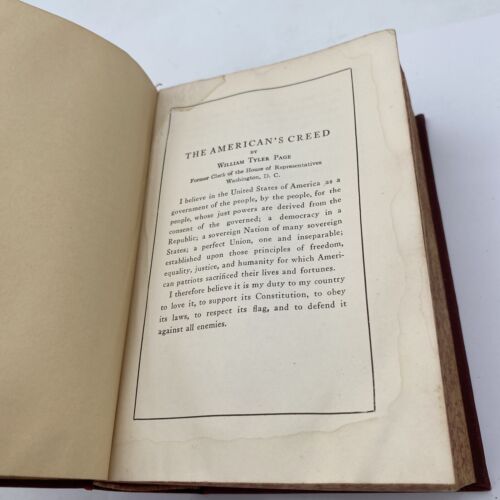 THE AMERICAN'S CREED
BY
WILLIAM TYLER PAGE
Former Clerk of the House of Representatives
Washington, D. C.
I believe in the United States of America as a
government of the people, by the people, for the
people, whose just powers are derived from the
consent of the governed; a democracy in a
Republic; a sovereign Nation of many sovereign
States; a perfect Union, one and inseparable;
established upon those principles of freedom,
equality, justice, and humanity for which Ameri-
can patriots sacrificed their lives and fortunes.
I therefore believe it is my duty to my country
to love it, to support its Constitution, to obey
its laws, to respect its flag, and to defend it
against all enemies.